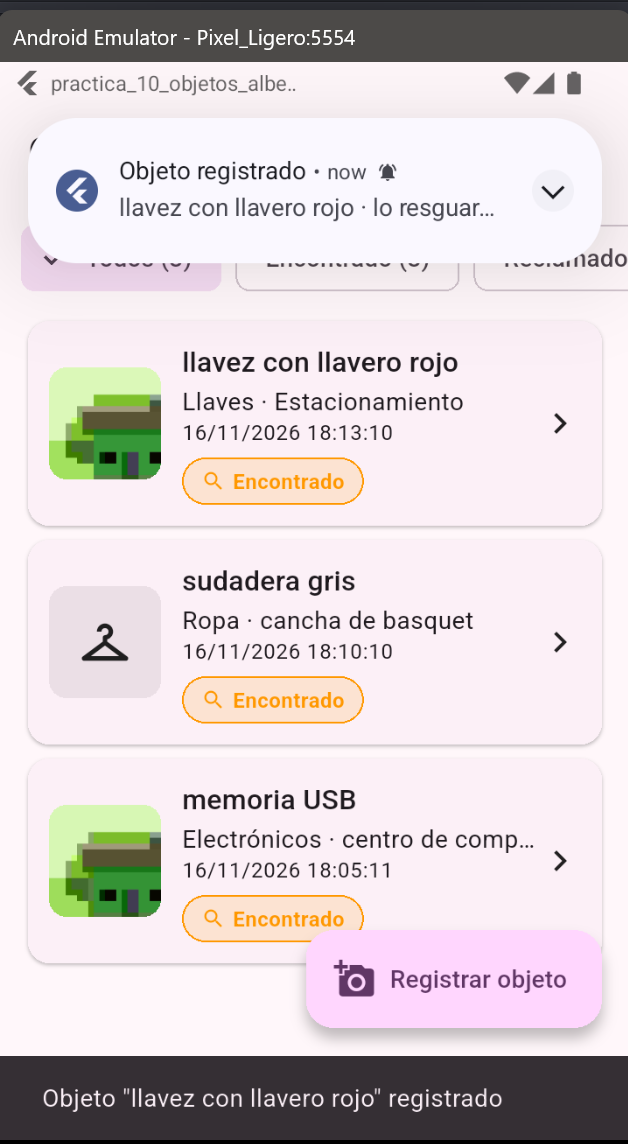 Android Emulator - Pixel_Ligero:5554
practica_10_objetos_albe..
Objeto registrado • now
llavez con llavero rojo · lo resguar...
Todos (3)
Encontrado (3)
Reclamado
llavez con llavero rojo
Llaves · Estacionamiento
16/11/2026 18:13:10
Encontrado
sudadera gris
Ropa · cancha de basquet
16/11/2026 18:10:10
Encontrado
memoria USB
Electrónicos · centro de comp...
16/11/2026 18:05:11
Encontrado
Registrar objeto
Objeto "llavez con llavero rojo" registrado